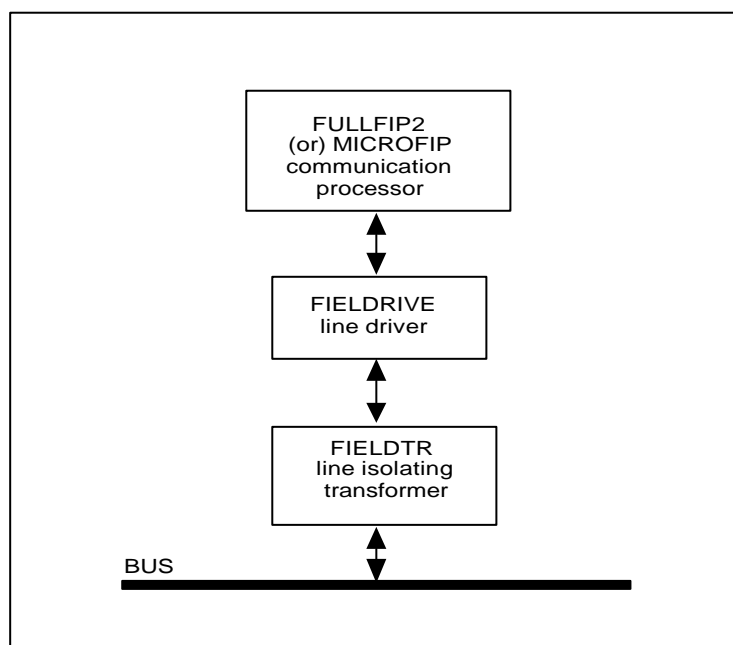 FULLFIP2
(or) MICROFIP
communication
processor
FIELDRIVE
line driver
FIELDTR
line isolating
transformer
BUS